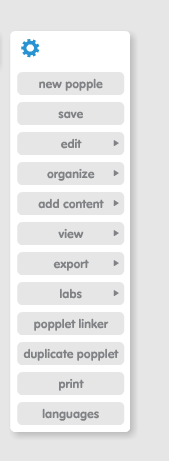 new popple
save
edit
organize
add content
view
export
labs
popplet linker
duplicate popplet
print
languages